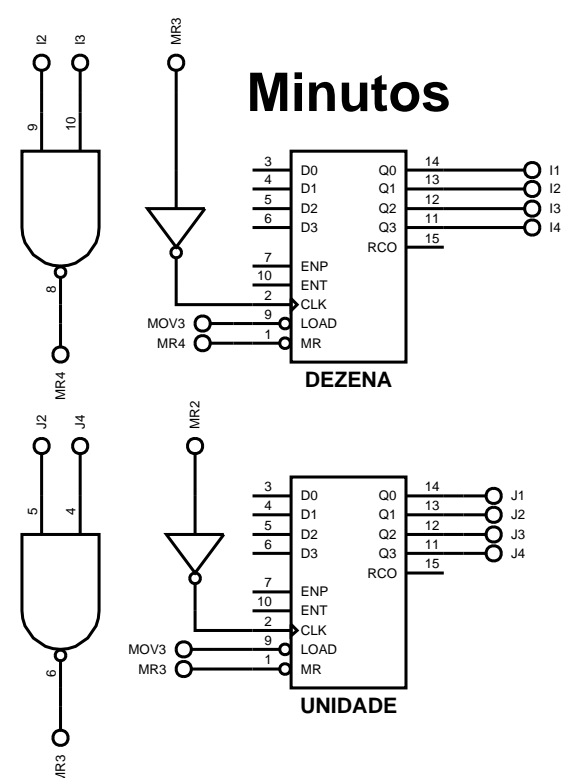 I2 I3 MR3
Minutos
9 10
3 D0 Q0 14 I1
4 D1 Q1 13 I2
5 D2 Q2 12 I3
6 D3 Q3 11 I4
RCO 15
7 ENP
10 ENT
8 2 CLK
MOV3 9 LOAD
MR4 1 MR
MR4
DEZENA
J2 J4 MR2
5 4
3 D0 Q0 14 J1
4 D1 Q1 13 J2
5 D2 Q2 12 J3
6 D3 Q3 11 J4
RCO 15
7 ENP
10 ENT
2 CLK
MOV3 9 LOAD
6 MR3 1 MR
UNIDADE
MR3